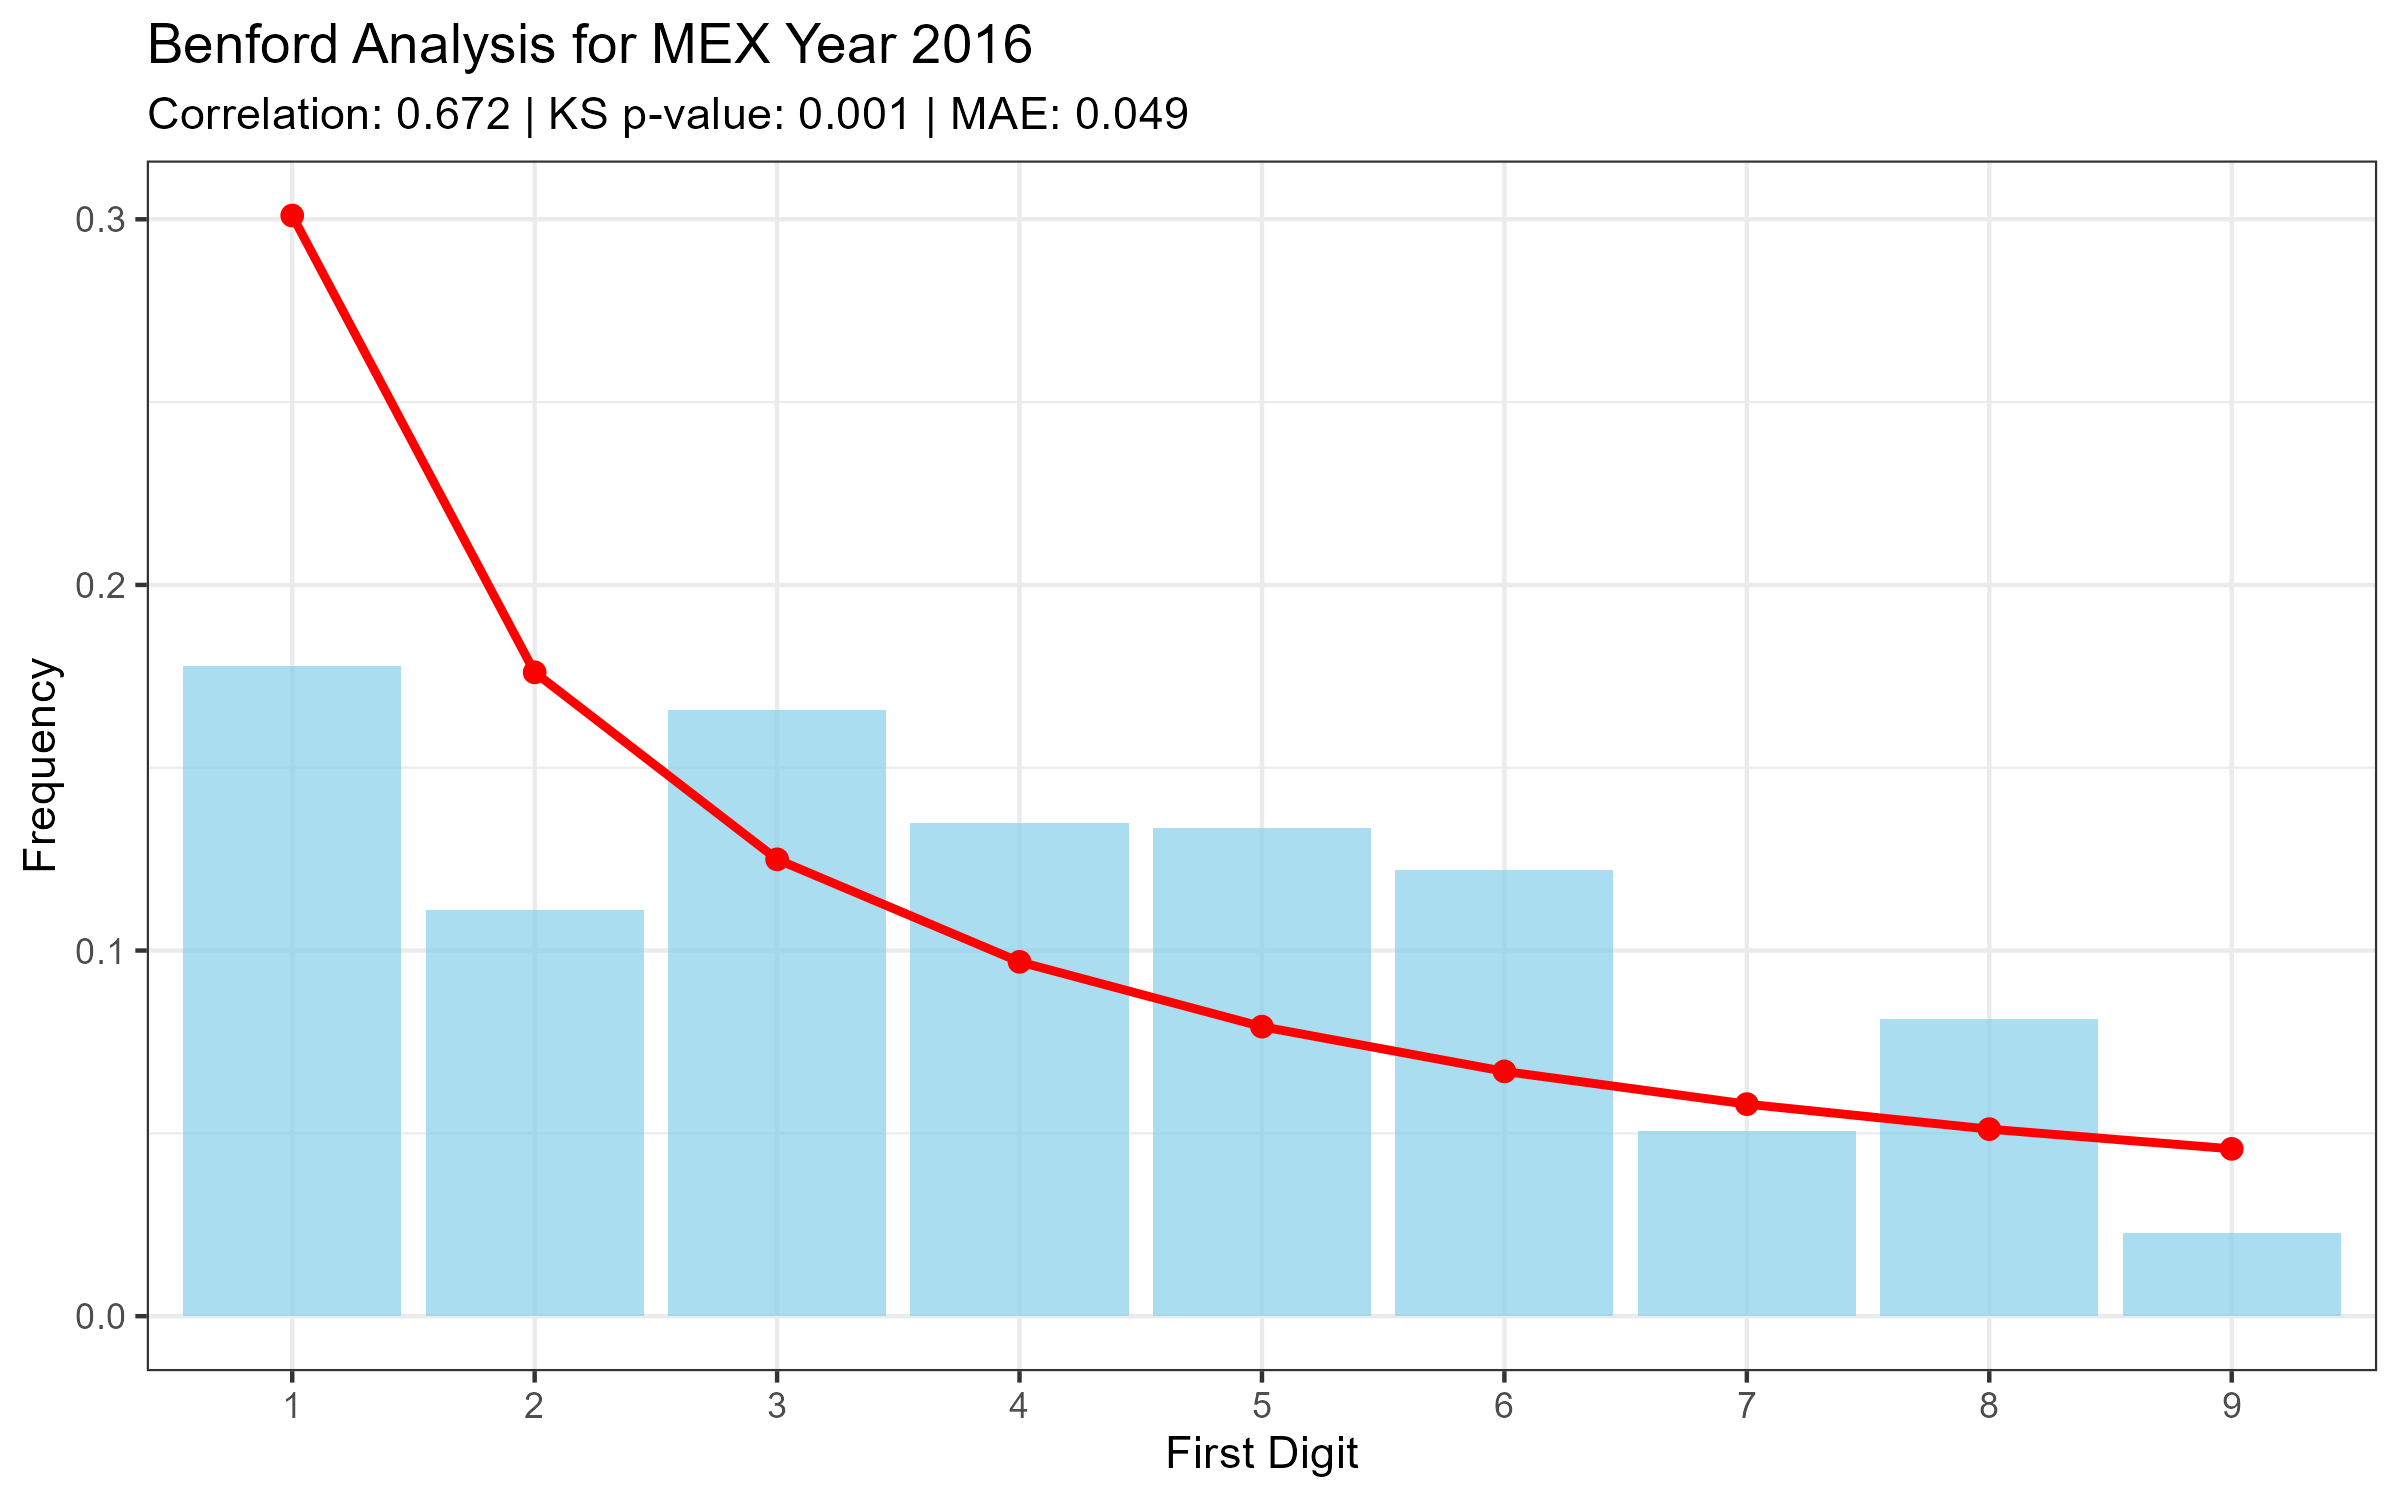 Benford Analysis for MEX Year 2016
Correlation: 0.672 | KS p-value: 0.001 | MAE: 0.049
0.3
0.2
0.1
0.0
Frequency
1 2 3 4 5 6 7 8 9
First Digit